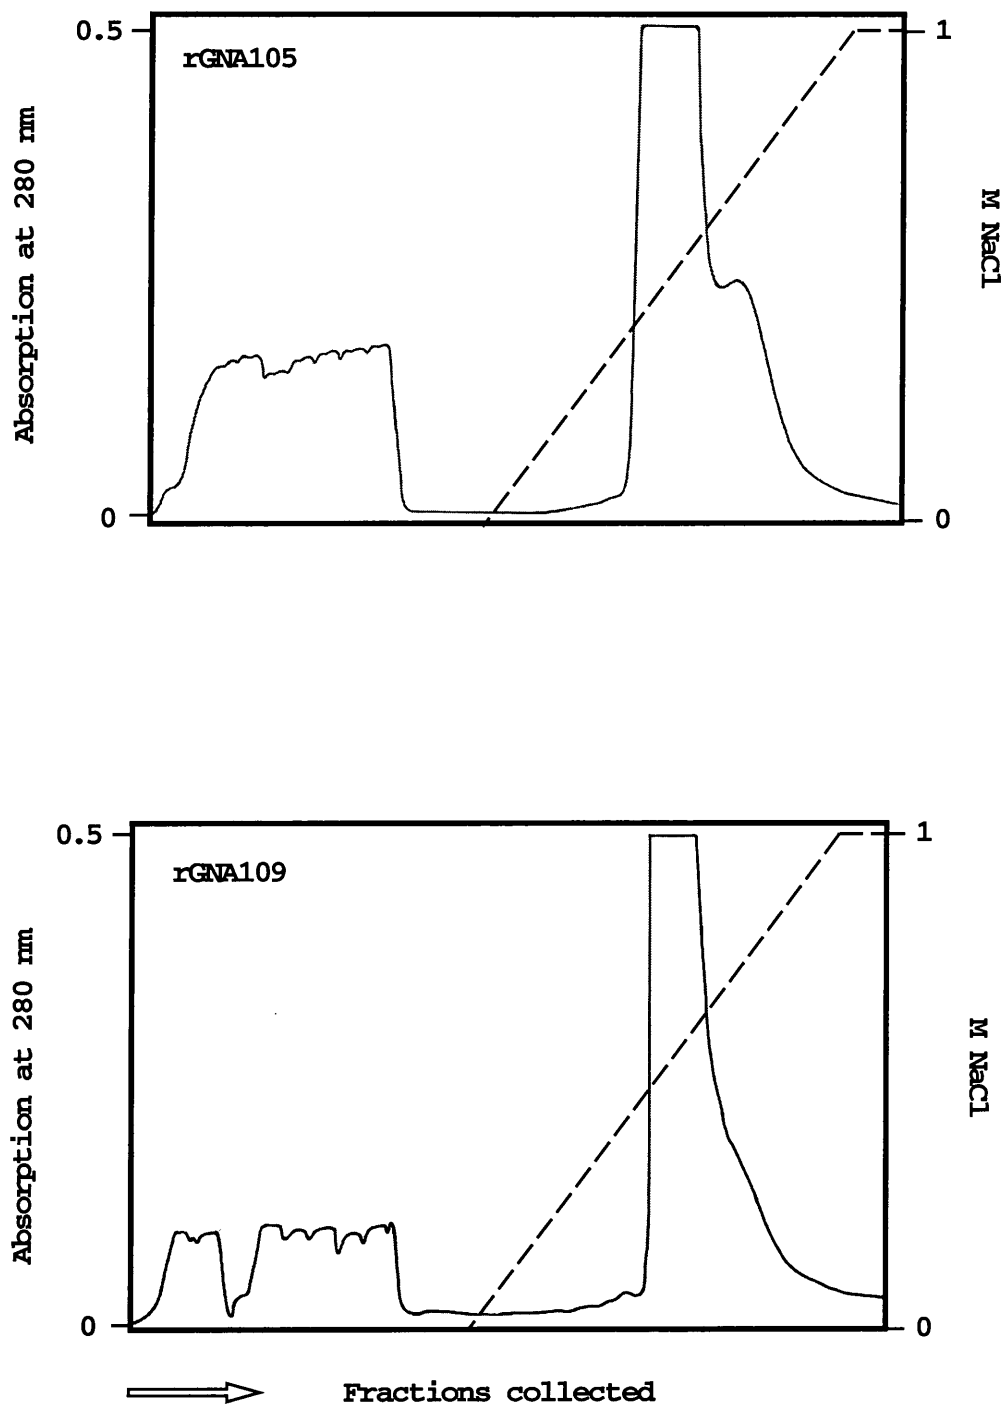 0.5
1
rGNA105
Absorption at 280 nm
M NaCl
0
0
0.5
1
rGNA109
Absorption at 280 nm
M NaCl
0
0
Fractions collected